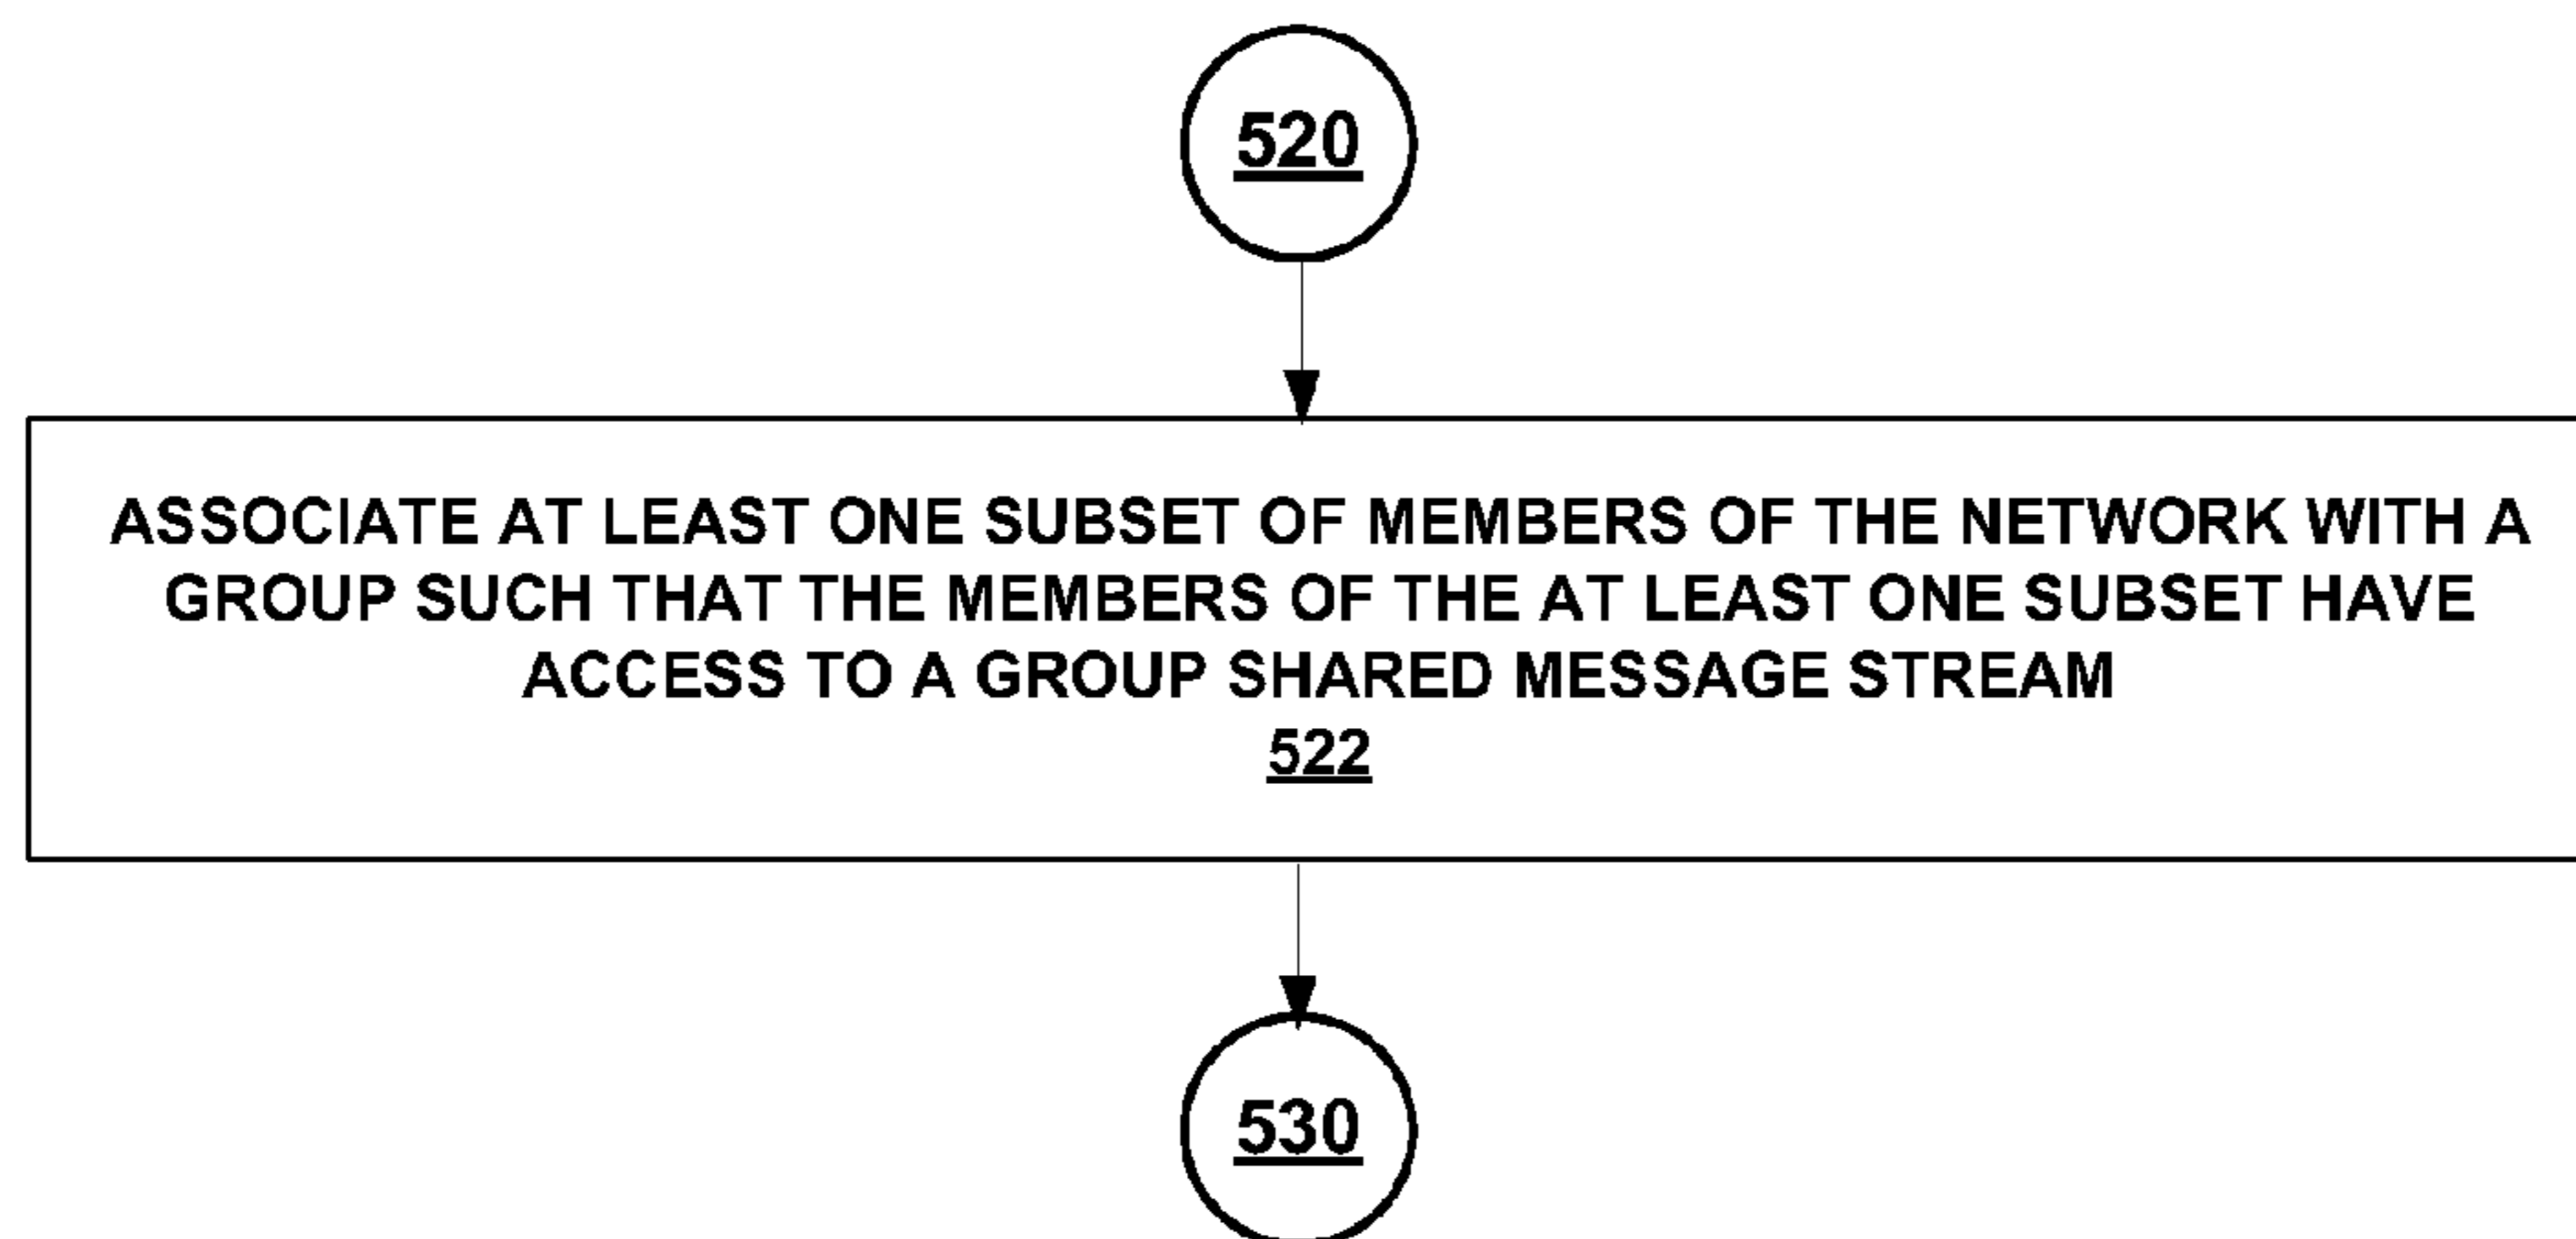 520
ASSOCIATE AT LEAST ONE SUBSET OF MEMBERS OF THE NETWORK WITH A
GROUP SUCH THAT THE MEMBERS OF THE AT LEAST ONE SUBSET HAVE
ACCESS TO A GROUP SHARED MESSAGE STREAM
522
530